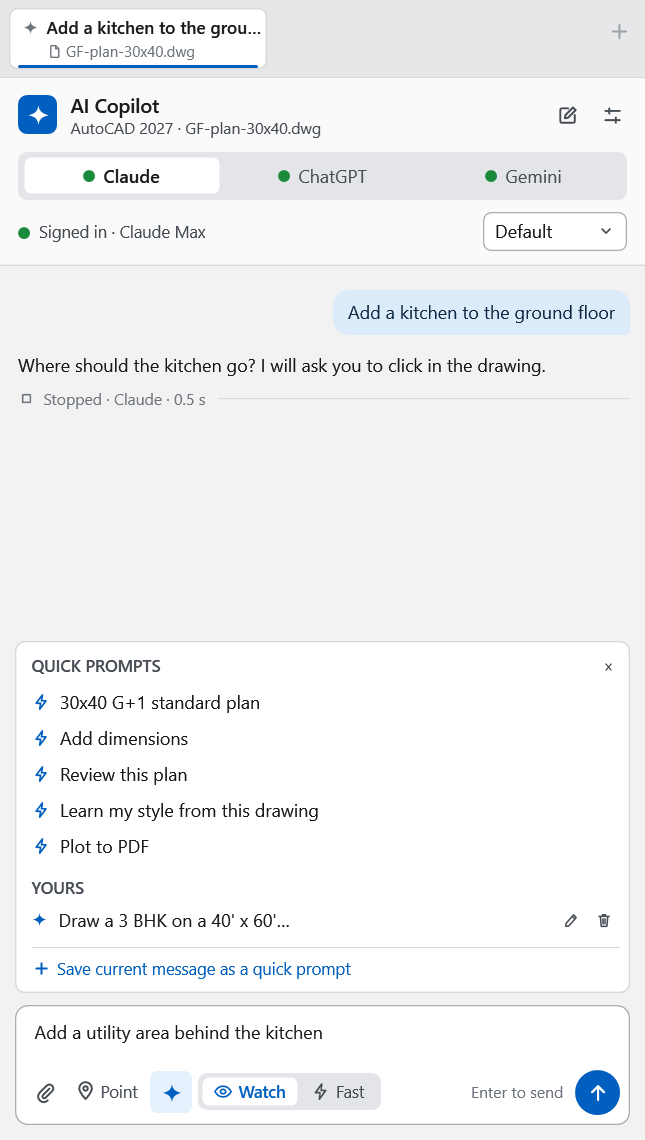 Add a kitchen to the grou...
GF-plan-30x40.dwg
AI Copilot
AutoCAD 2027 · GF-plan-30x40.dwg
Claude
ChatGPT
Gemini
Signed in · Claude Max
Default
Add a kitchen to the ground floor
Where should the kitchen go? I will ask you to click in the drawing.
Stopped · Claude · 0.5 s
QUICK PROMPTS
30x40 G+1 standard plan
Add dimensions
Review this plan
Learn my style from this drawing
Plot to PDF
YOURS
Draw a 3 BHK on a 40' x 60'...
Save current message as a quick prompt
Add a utility area behind the kitchen
Point
Watch
Fast
Enter to send